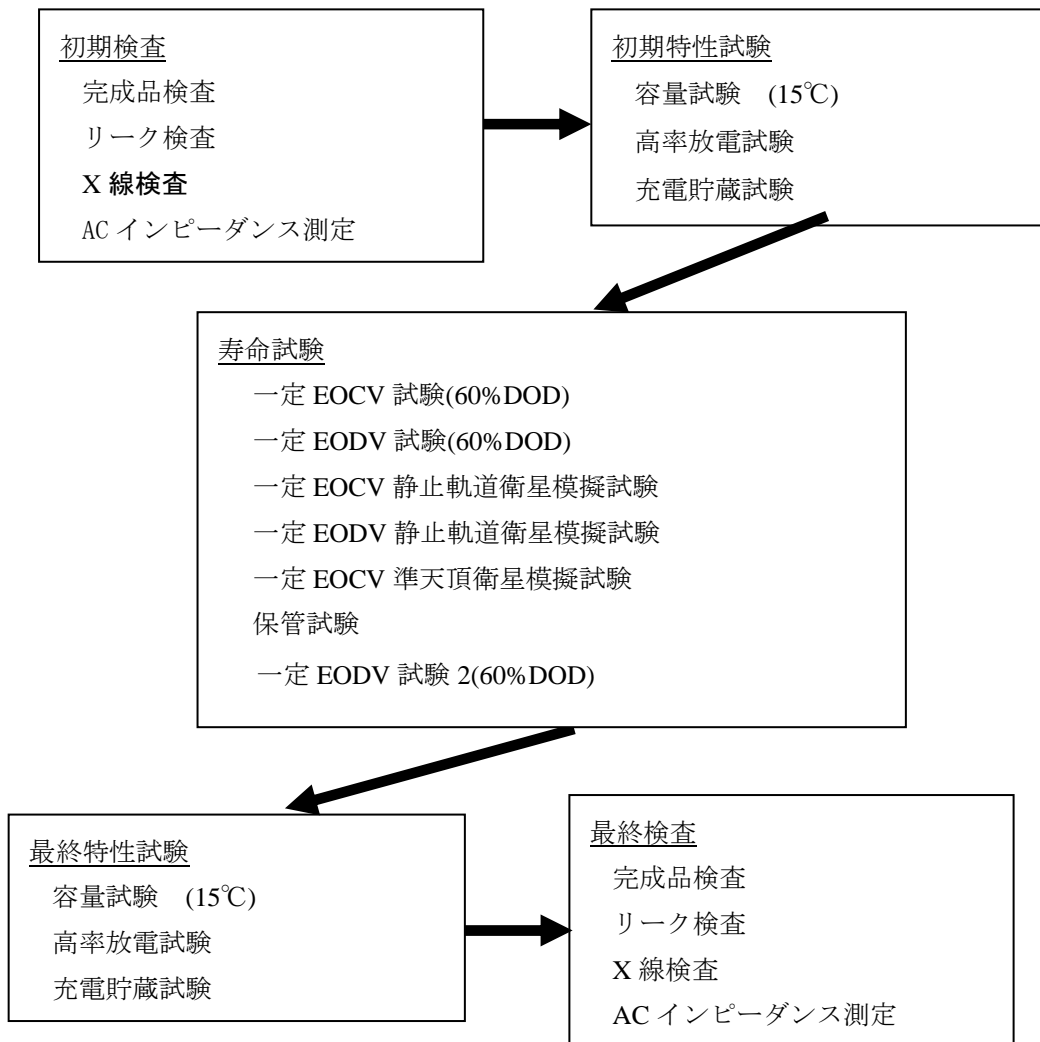 初期検査
完成品検査
リーク検査
X 線検査
AC インピーダンス測定
初期特性試験
容量試験　(15℃)
高率放電試験
充電貯蔵試験
寿命試験
一定 EOCV 試験(60%DOD)
一定 EODV 試験(60%DOD)
一定 EOCV 静止軌道衛星模擬試験
一定 EODV 静止軌道衛星模擬試験
一定 EOCV 準天頂衛星模擬試験
保管試験
一定 EODV 試験 2(60%DOD)
最終特性試験
容量試験　(15℃)
高率放電試験
充電貯蔵試験
最終検査
完成品検査
リーク検査
X 線検査
AC インピーダンス測定